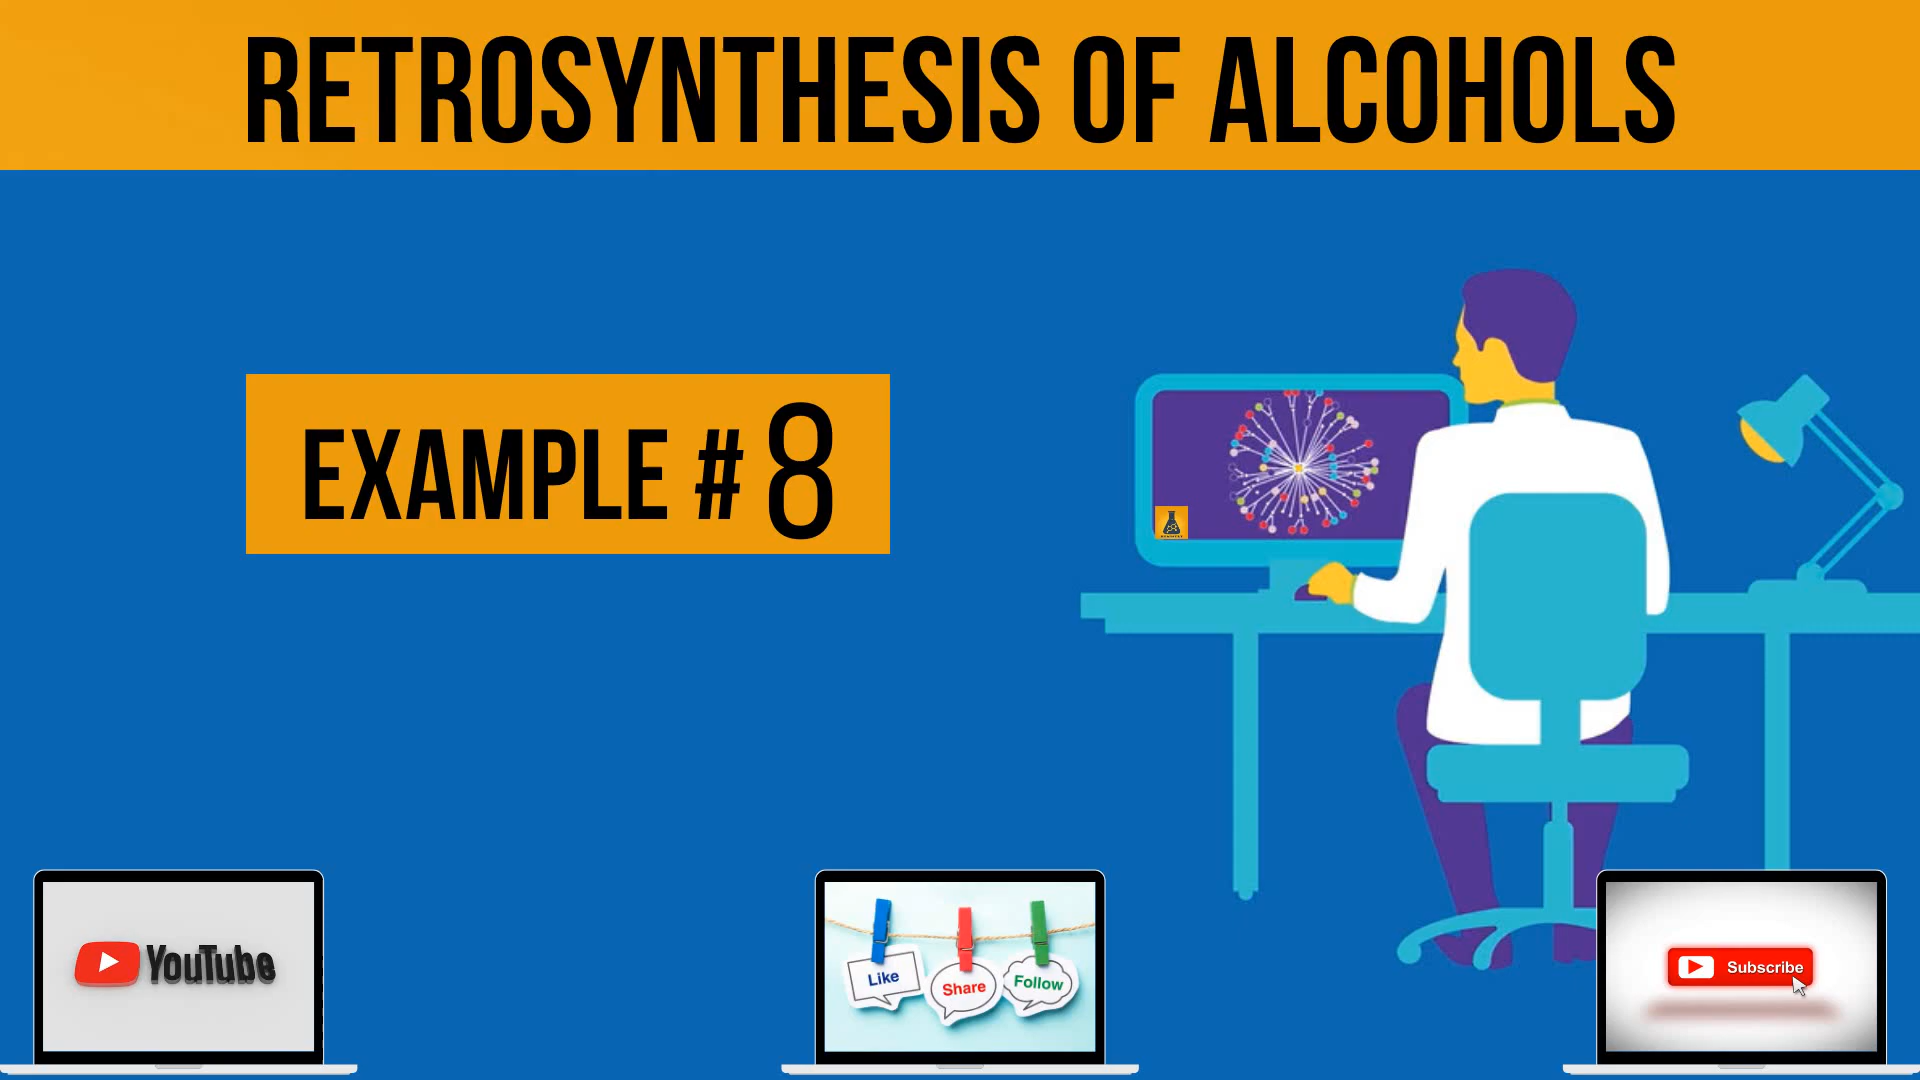 RETROSYNTHESIS OF ALCOHOLS
EXAMPLE # 8
YouTube
Like
Share
Follow
Subscribe